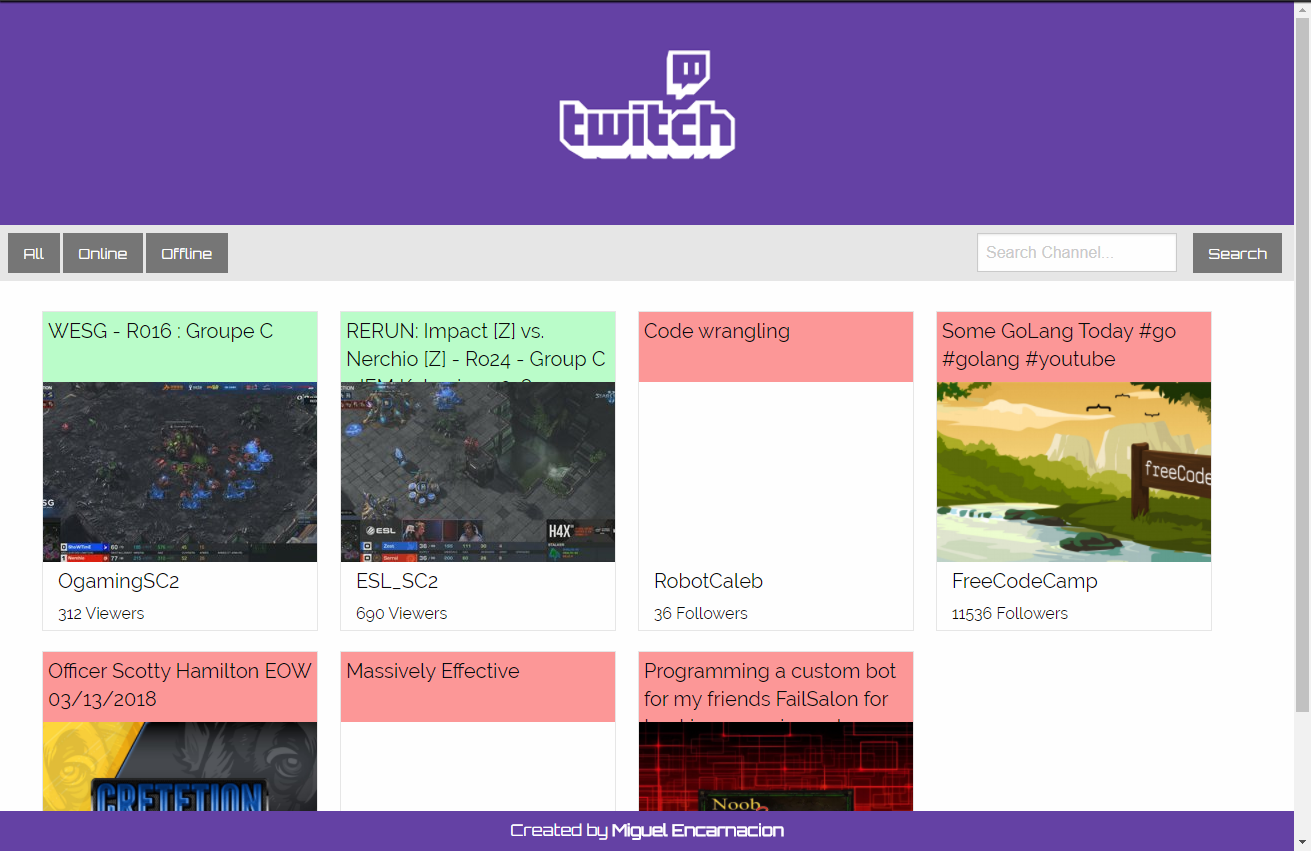 twitch
All
Online
Offline
Search Channel...
Search
WESG - R016 : Groupe C
RERUN: Impact [Z] vs.
Nerchio [Z] - Ro24 - Group C
Code wrangling
Some GoLang Today #go
#golang #youtube
ESL
H4X
freeCode
OgamingSC2
312 Viewers
ESL_SC2
690 Viewers
RobotCaleb
36 Followers
FreeCodeCamp
11536 Followers
Officer Scotty Hamilton EOW
03/13/2018
Massively Effective
Programming a custom bot
for my friends FailSalon for
GRETETION
Noob
Created by Miguel Encarnacion